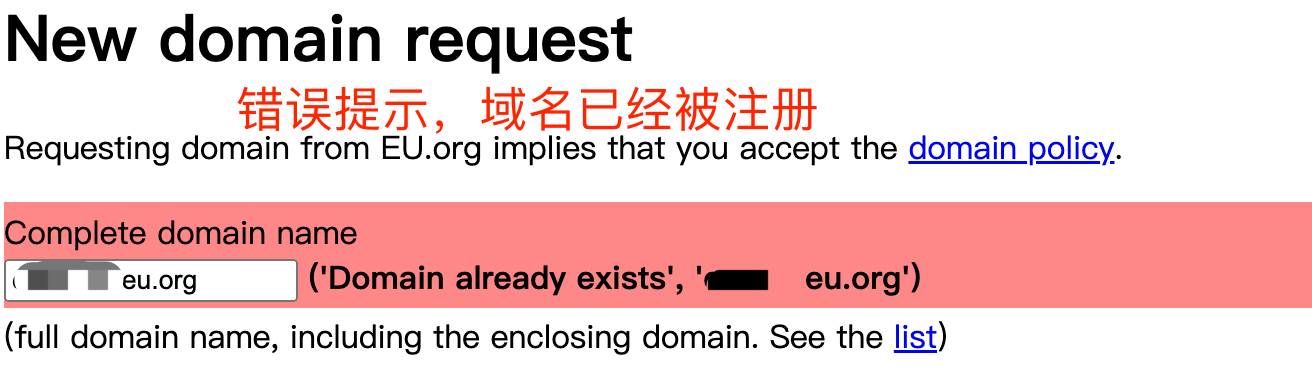 New domain request
错误提示，域名已经被注册
Requesting domain from EU.org implies that you accept the domain policy.
Complete domain name
eu.org ('Domain already exists', ' eu.org')
(full domain name, including the enclosing domain. See the list)